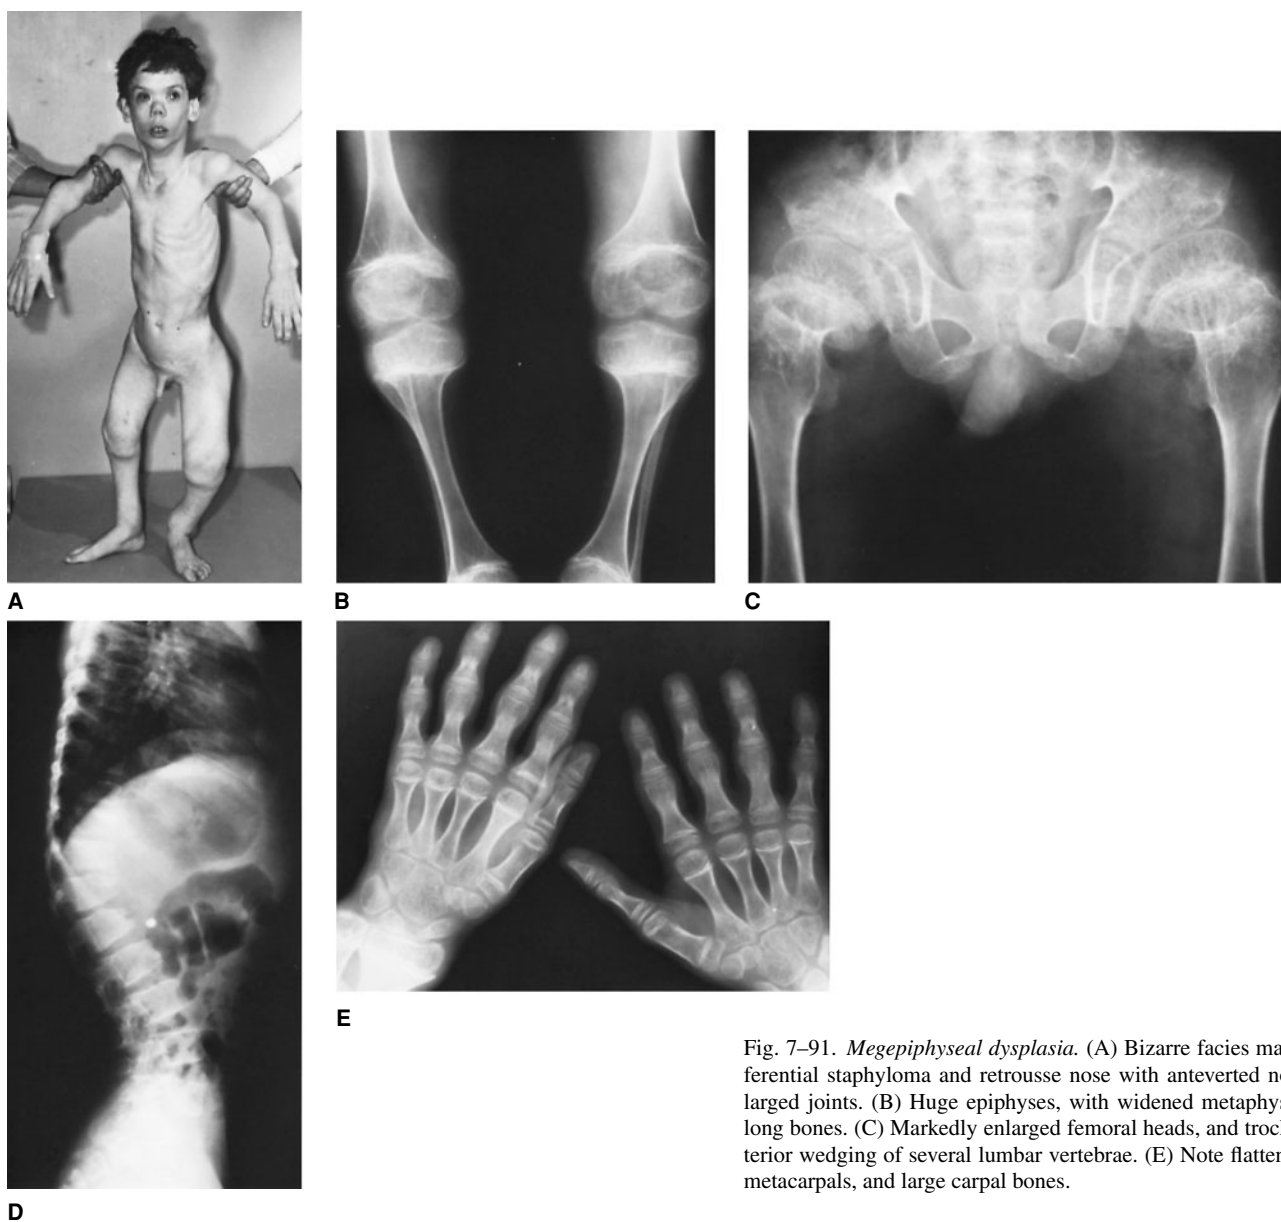 A
B
C
D
E
Fig. 7–91. Megepiphyseal dysplasia. (A) Bizarre facies ma
ferential staphyloma and retrousse nose with anteverted n
larged joints. (B) Huge epiphyses, with widened metaphys
long bones. (C) Markedly enlarged femoral heads, and troc
terior wedging of several lumbar vertebrae. (E) Note flatten
metacarpals, and large carpal bones.